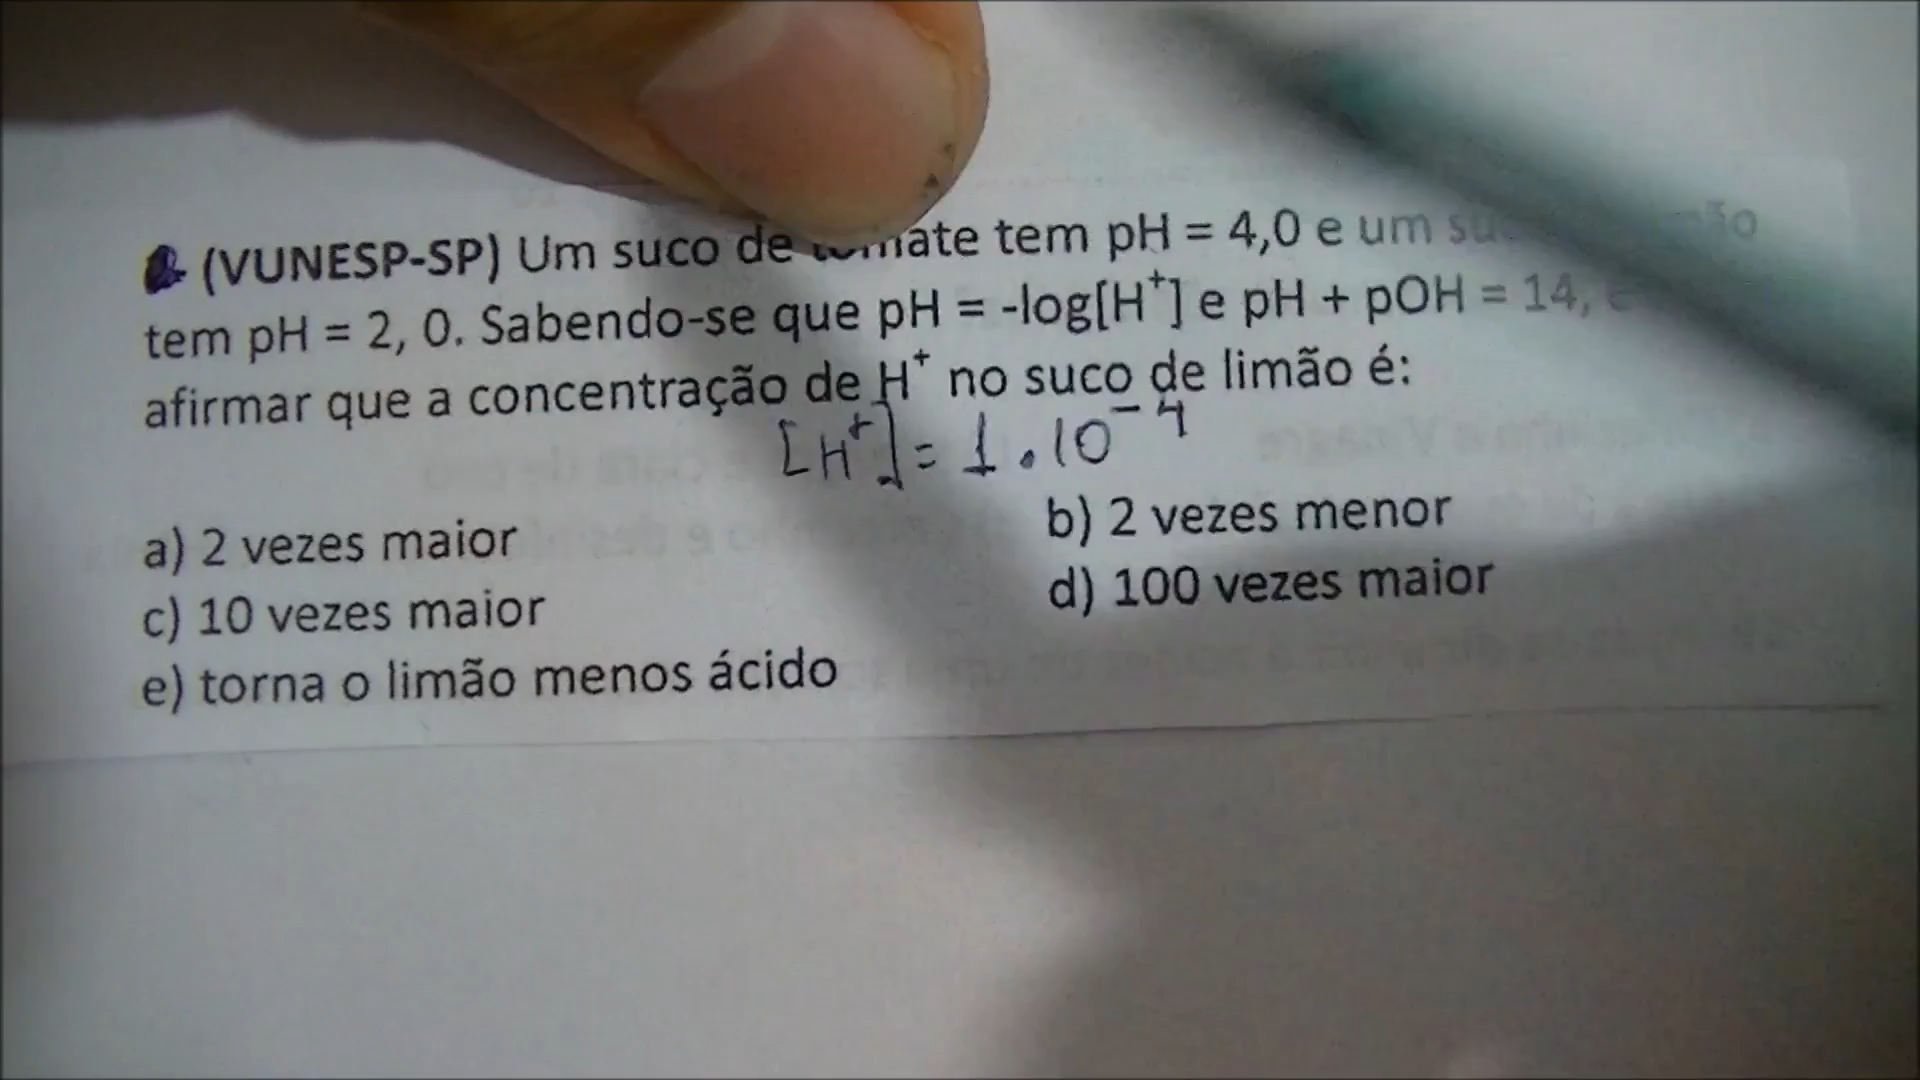 (VUNESP-SP) Um suco de tomate tem pH = 4,0 e um
tem pH = 2, 0. Sabendo-se que pH = -log[H⁺] e pH + pOH = 14,
afirmar que a concentração de H⁺ no suco de limão é:
[H⁺] = 1.10⁻⁴
a) 2 vezes maior
b) 2 vezes menor
c) 10 vezes maior
d) 100 vezes maior
e) torna o limão menos ácido